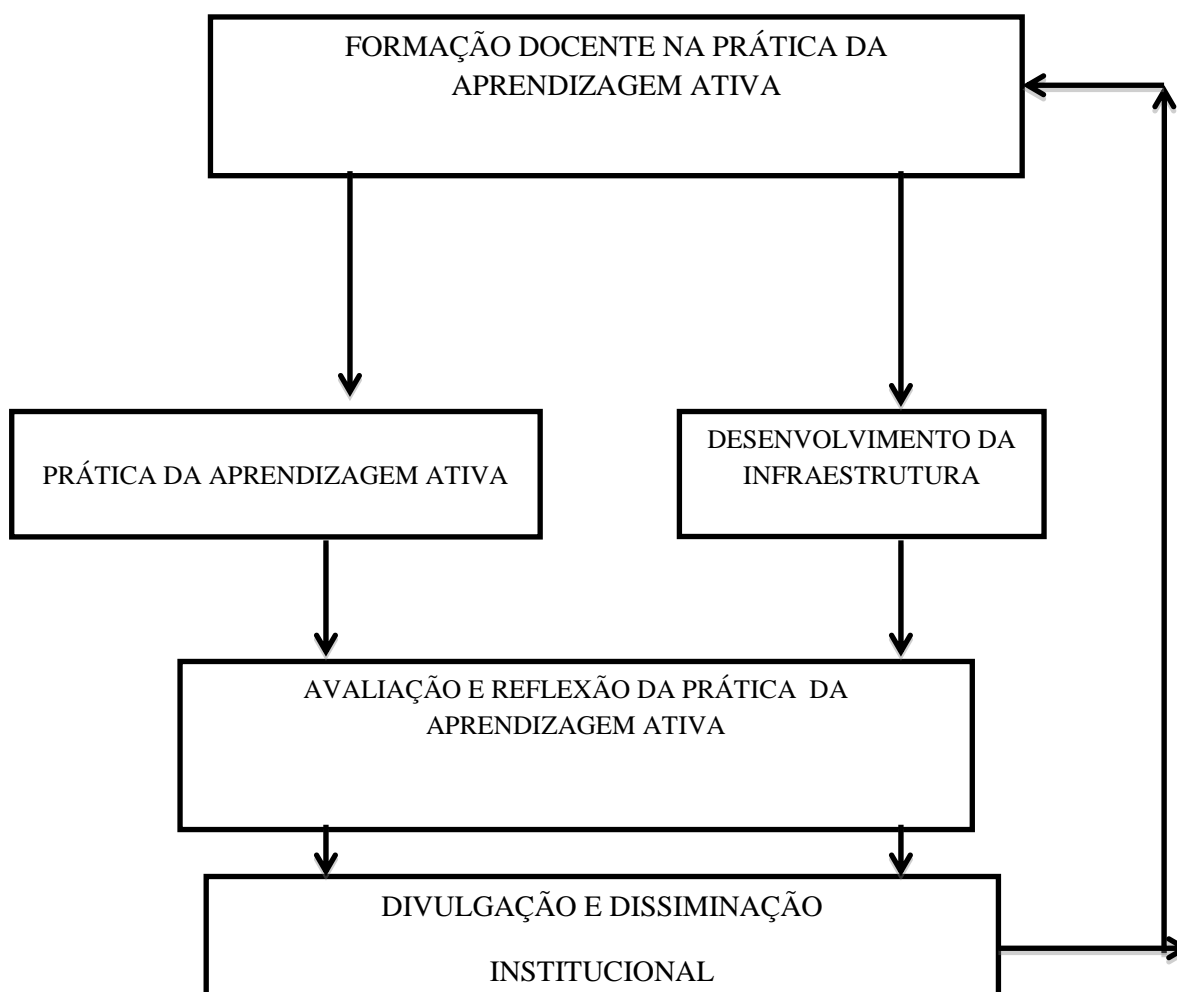 FORMAÇÃO DOCENTE NA PRÁTICA DA
APRENDIZAGEM ATIVA
PRÁTICA DA APRENDIZAGEM ATIVA
DESENVOLVIMENTO DA
INFRAESTRUTURA
AVALIAÇÃO E REFLEXÃO DA PRÁTICA DA
APRENDIZAGEM ATIVA
DIVULGAÇÃO E DISSIMINAÇÃO
INSTITUCIONAL